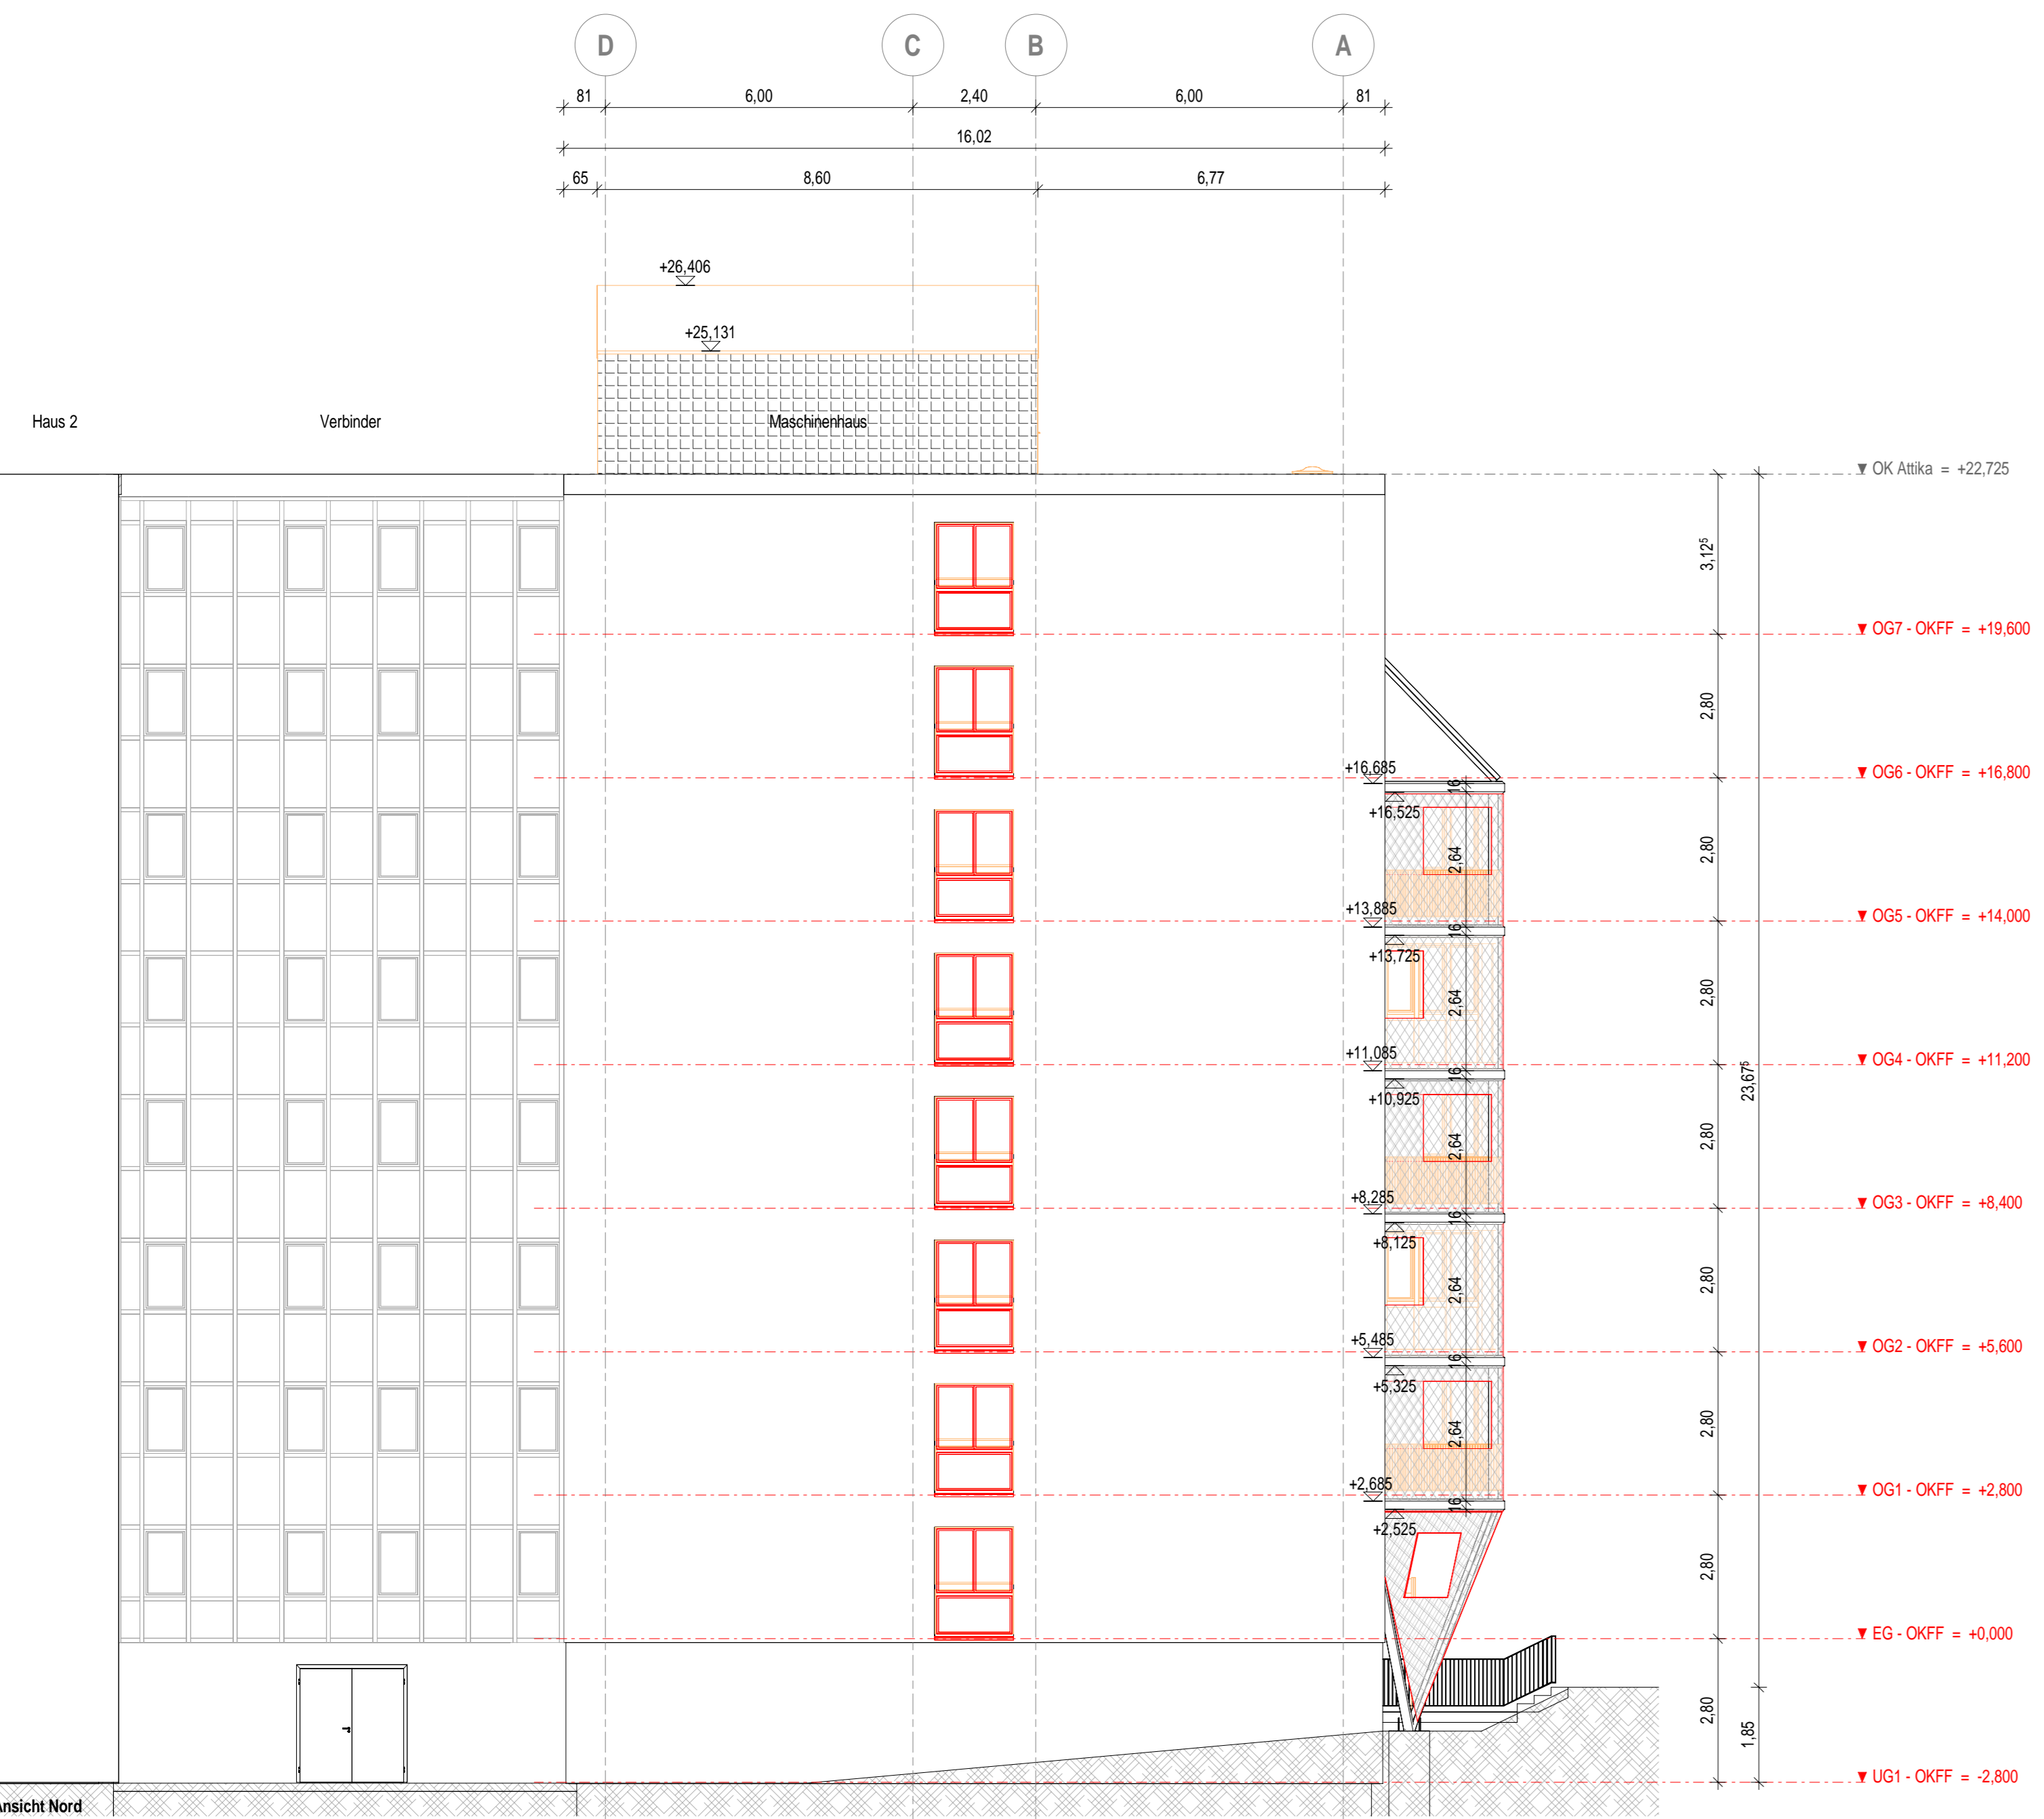 D C B A
81 6,00 2,40 6,00 81
16,02
65 8,60 6,77
+26,406
+25,131
Haus 2 Verbinder Maschinenhaus
▼ OK Attika = +22,725
3,12⁵
▼ OG7 - OKFF = +19,600
2,80
+16,685
▼ OG6 - OKFF = +16,800
16
+16,525
2,64
2,80
+13,885
▼ OG5 - OKFF = +14,000
16
+13,725
2,64
2,80
+11,085
▼ OG4 - OKFF = +11,200
16
23,67⁵
+10,925
2,64
2,80
+8,285
▼ OG3 - OKFF = +8,400
16
+8,125
2,64
2,80
+5,485
▼ OG2 - OKFF = +5,600
16
+5,325
2,64
2,80
+2,685
▼ OG1 - OKFF = +2,800
16
+2,525
2,80
▼ EG - OKFF = +0,000
2,80
1,85
▼ UG1 - OKFF = -2,800
Ansicht Nord